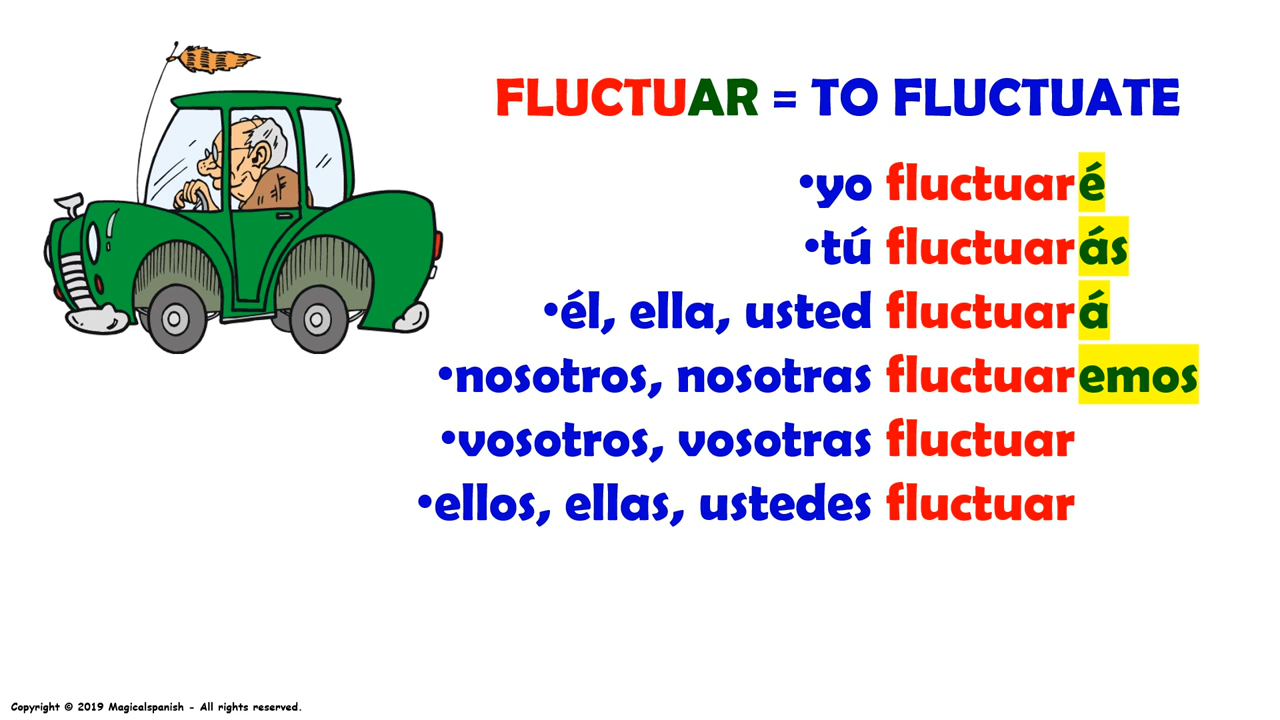 FLUCTUAR = TO FLUCTUATE
•yo fluctuaré
•tú fluctuarás
•él, ella, usted fluctuará
•nosotros, nosotras fluctuaremos
•vosotros, vosotras fluctuar
•ellos, ellas, ustedes fluctuar
Copyright © 2019 Magicalspanish - All rights reserved.